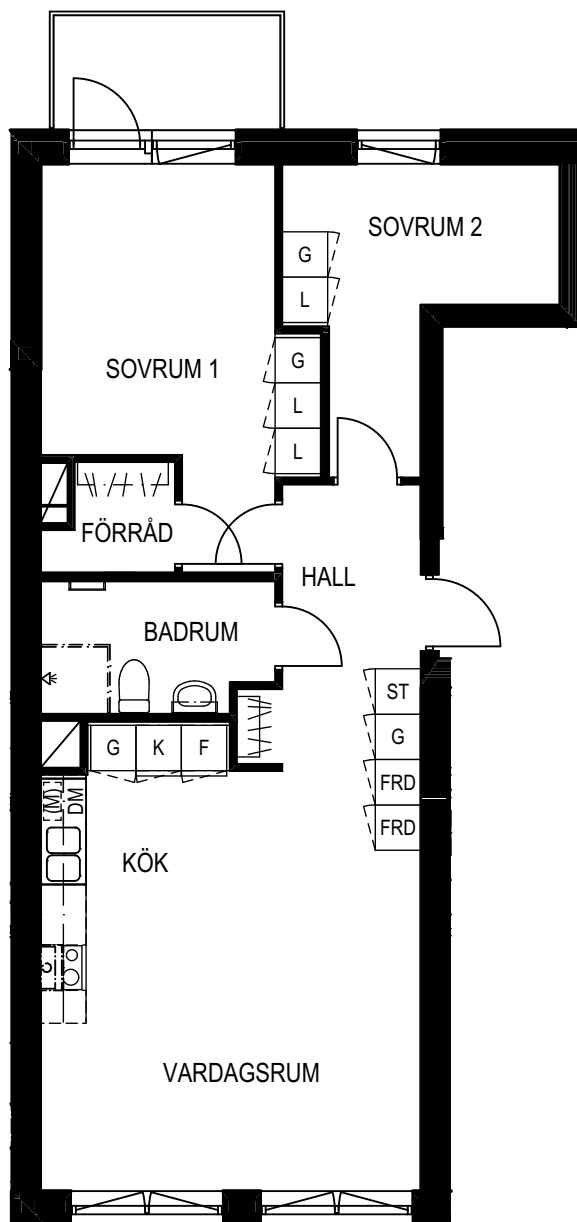 SOVRUM 2
G
L
SOVRUM 1
G
L
L
FÖRRÅD
HALL
BADRUM
ST
G
FRD
FRD
G K F
(M)
DM
KÖK
VARDAGSRUM